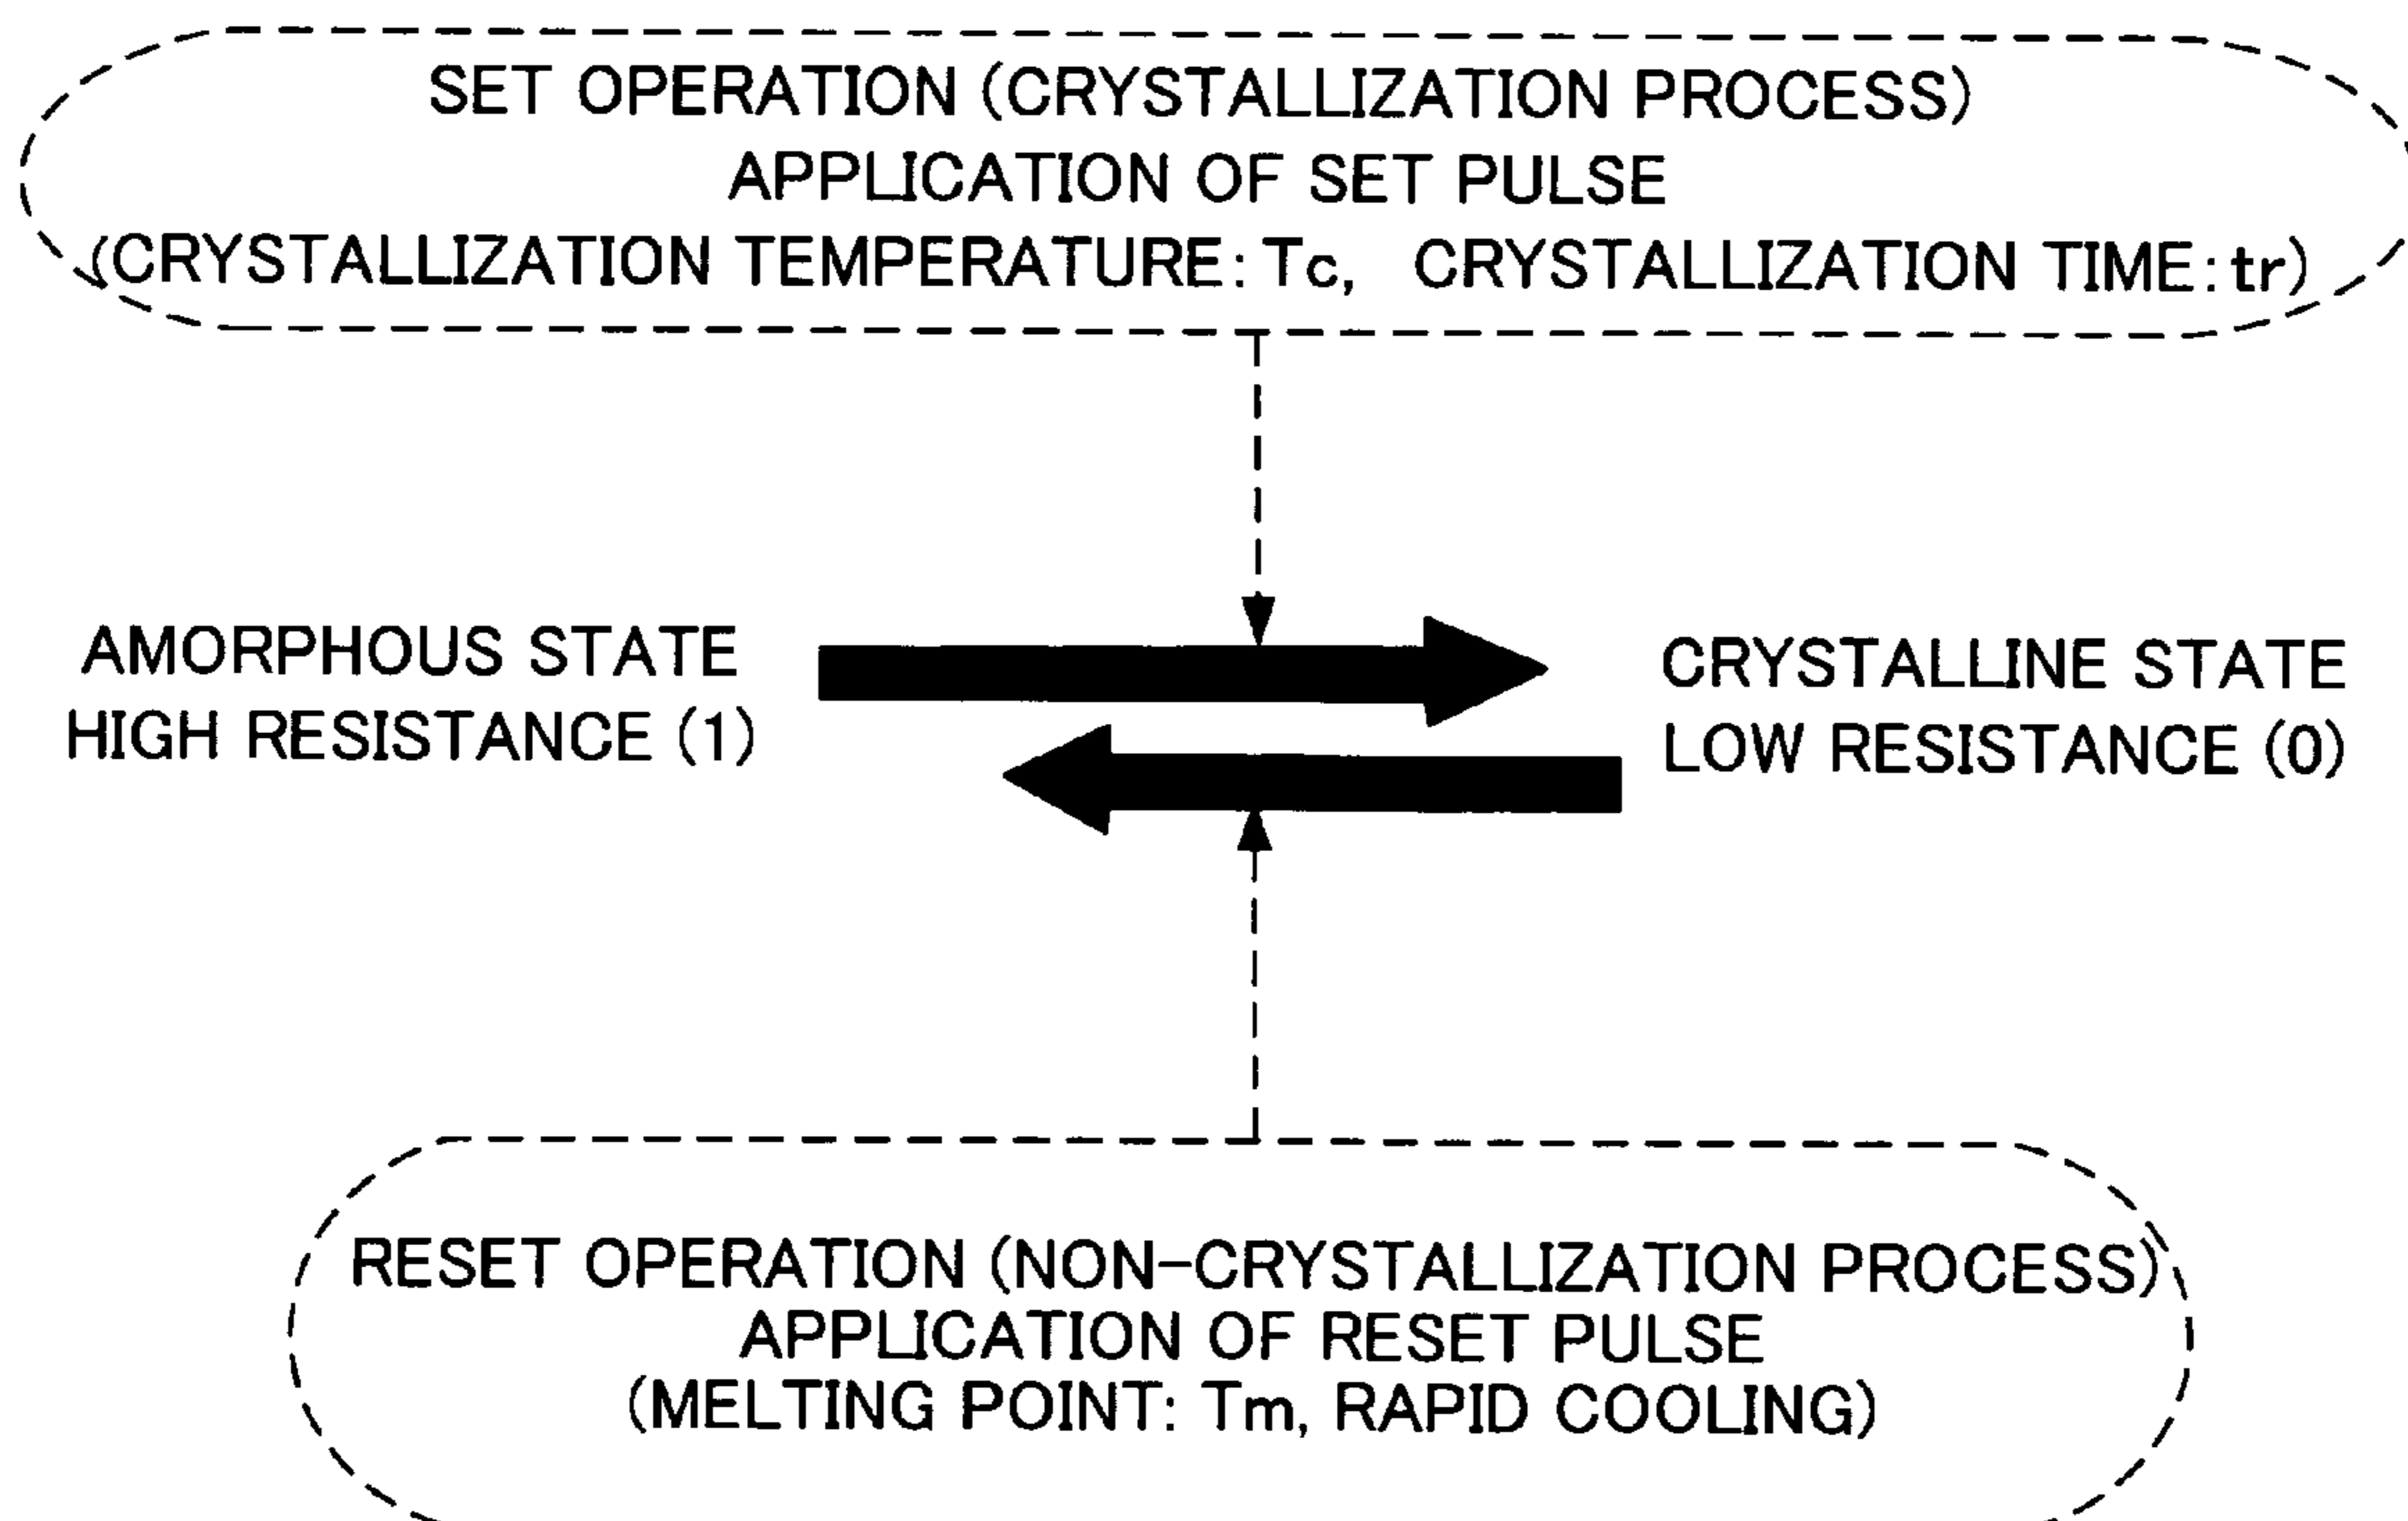 SET OPERATION (CRYSTALLIZATION PROCESS)
APPLICATION OF SET PULSE
(CRYSTALLIZATION TEMPERATURE: Tc, CRYSTALLIZATION TIME: tr)
AMORPHOUS STATE
HIGH RESISTANCE (1)
CRYSTALLINE STATE
LOW RESISTANCE (0)
RESET OPERATION (NON-CRYSTALLIZATION PROCESS)
APPLICATION OF RESET PULSE
(MELTING POINT: Tm, RAPID COOLING)